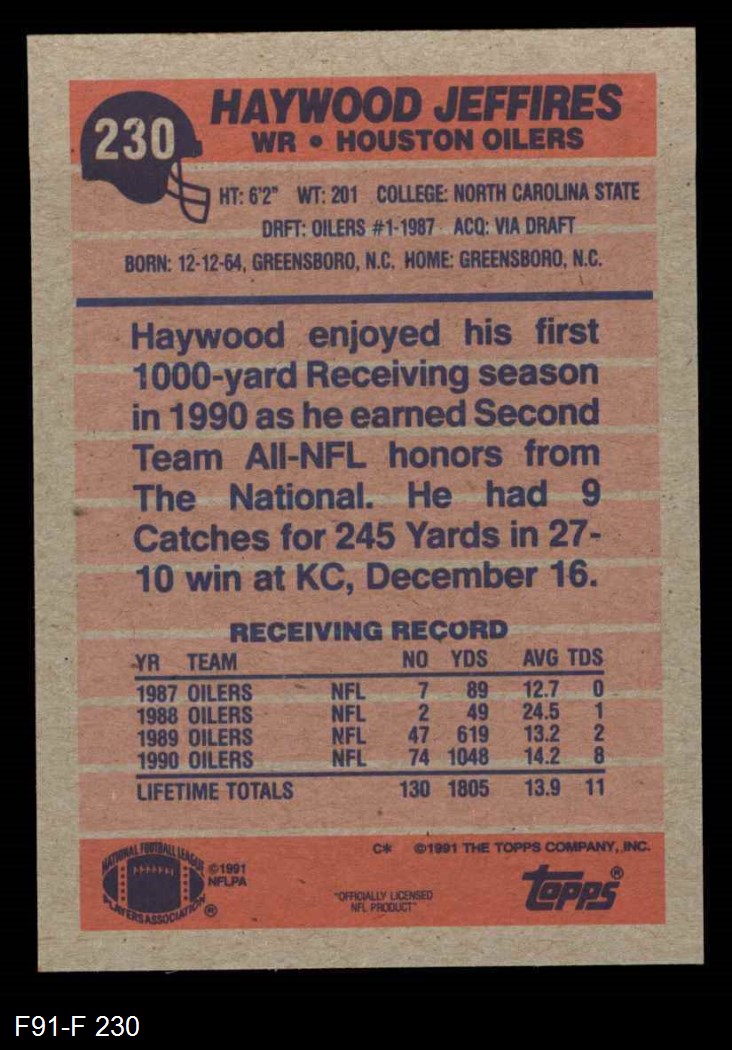 230
HAYWOOD JEFFIRES
WR • HOUSTON OILERS
HT: 6'2" WT: 201 COLLEGE: NORTH CAROLINA STATE
DRFT: OILERS #1-1987 ACQ: VIA DRAFT
BORN: 12-12-64, GREENSBORO, N.C. HOME: GREENSBORO, N.C.
Haywood enjoyed his first
1000-yard Receiving season
in 1990 as he earned Second
Team All-NFL honors from
The National. He had 9
Catches for 245 Yards in 27-
10 win at KC, December 16.
RECEIVING RECORD
YR TEAM NO YDS AVG TDS
1987 OILERS NFL 7 89 12.7 0
1988 OILERS NFL 2 49 24.5 1
1989 OILERS NFL 47 619 13.2 2
1990 OILERS NFL 74 1048 14.2 8
LIFETIME TOTALS 130 1805 13.9 11
C* ©1991 THE TOPPS COMPANY, INC.
NATIONAL FOOTBALL LEAGUE
PLAYERS ASSOCIATION ®
©1991
NFLPA
"OFFICIALLY LICENSED
NFL PRODUCT"
topps®
F91-F 230